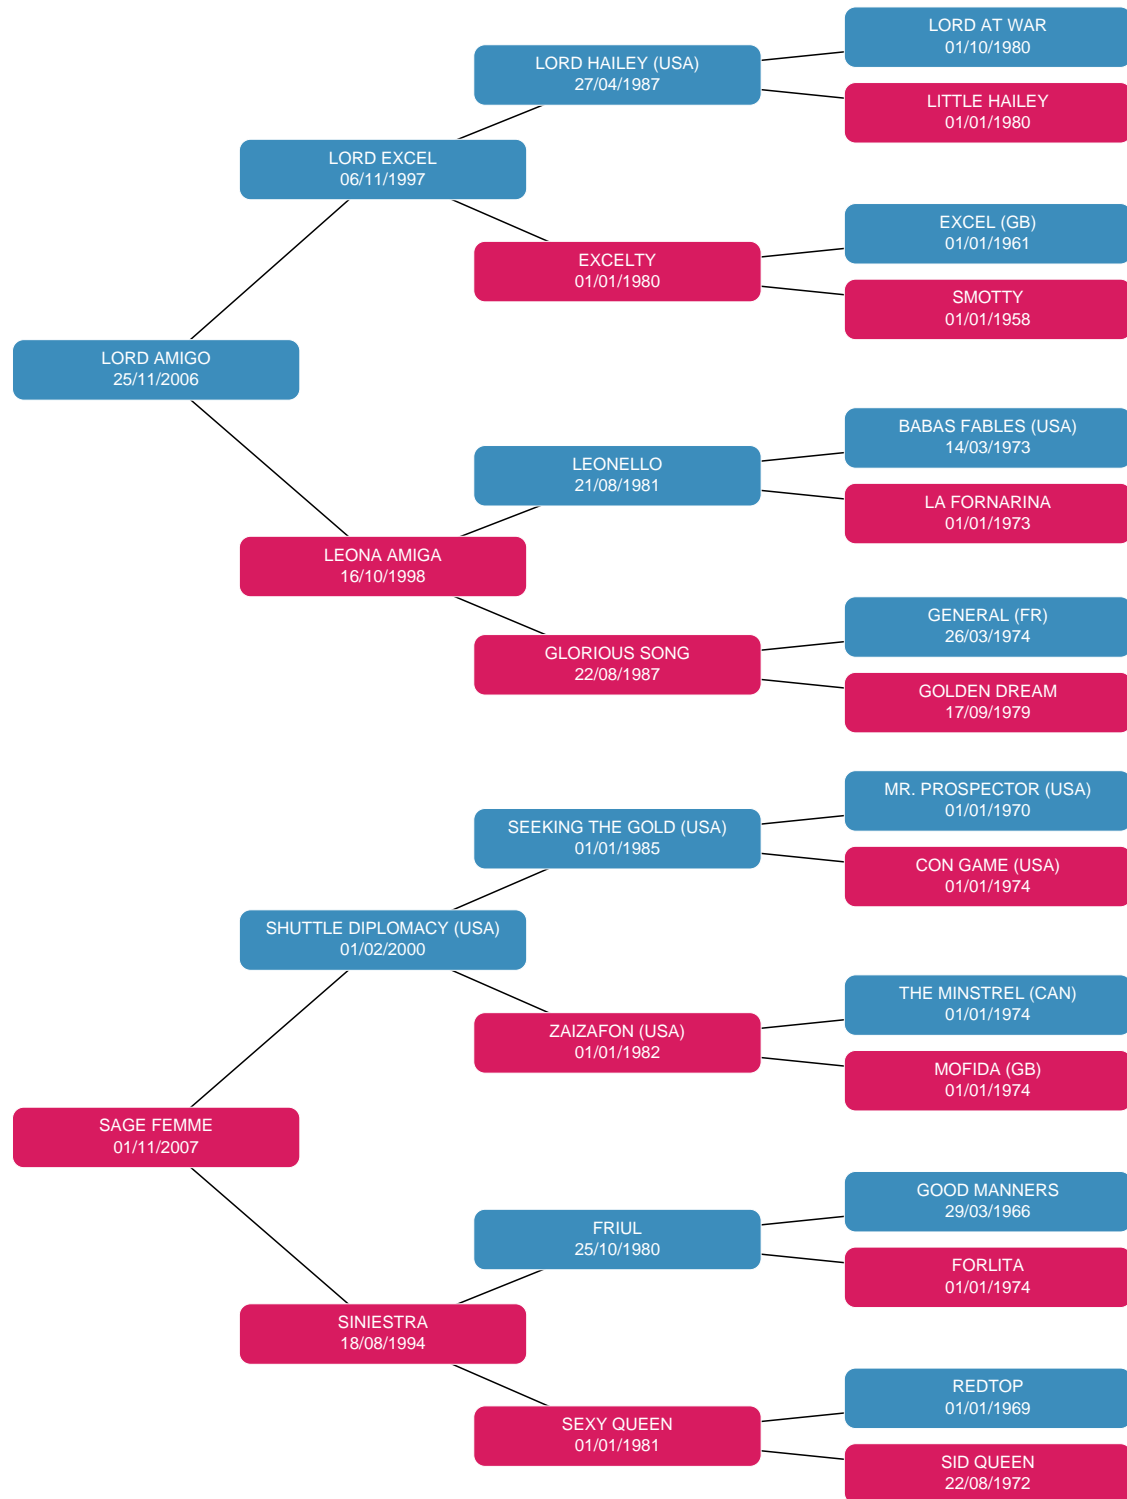 LORD AT WAR
01/10/1980
LORD HAILEY (USA)
27/04/1987
LITTLE HAILEY
01/01/1980
LORD EXCEL
06/11/1997
EXCEL (GB)
01/01/1961
EXCELTY
01/01/1980
SMOTTY
01/01/1958
LORD AMIGO
25/11/2006
BABAS FABLES (USA)
14/03/1973
LEONELLO
21/08/1981
LA FORNARINA
01/01/1973
LEONA AMIGA
16/10/1998
GENERAL (FR)
26/03/1974
GLORIOUS SONG
22/08/1987
GOLDEN DREAM
17/09/1979
MR. PROSPECTOR (USA)
01/01/1970
SEEKING THE GOLD (USA)
01/01/1985
CON GAME (USA)
01/01/1974
SHUTTLE DIPLOMACY (USA)
01/02/2000
THE MINSTREL (CAN)
01/01/1974
ZAIZAFON (USA)
01/01/1982
MOFIDA (GB)
01/01/1974
SAGE FEMME
01/11/2007
GOOD MANNERS
29/03/1966
FRIUL
25/10/1980
FORLITA
01/01/1974
SINIESTRA
18/08/1994
REDTOP
01/01/1969
SEXY QUEEN
01/01/1981
SID QUEEN
22/08/1972